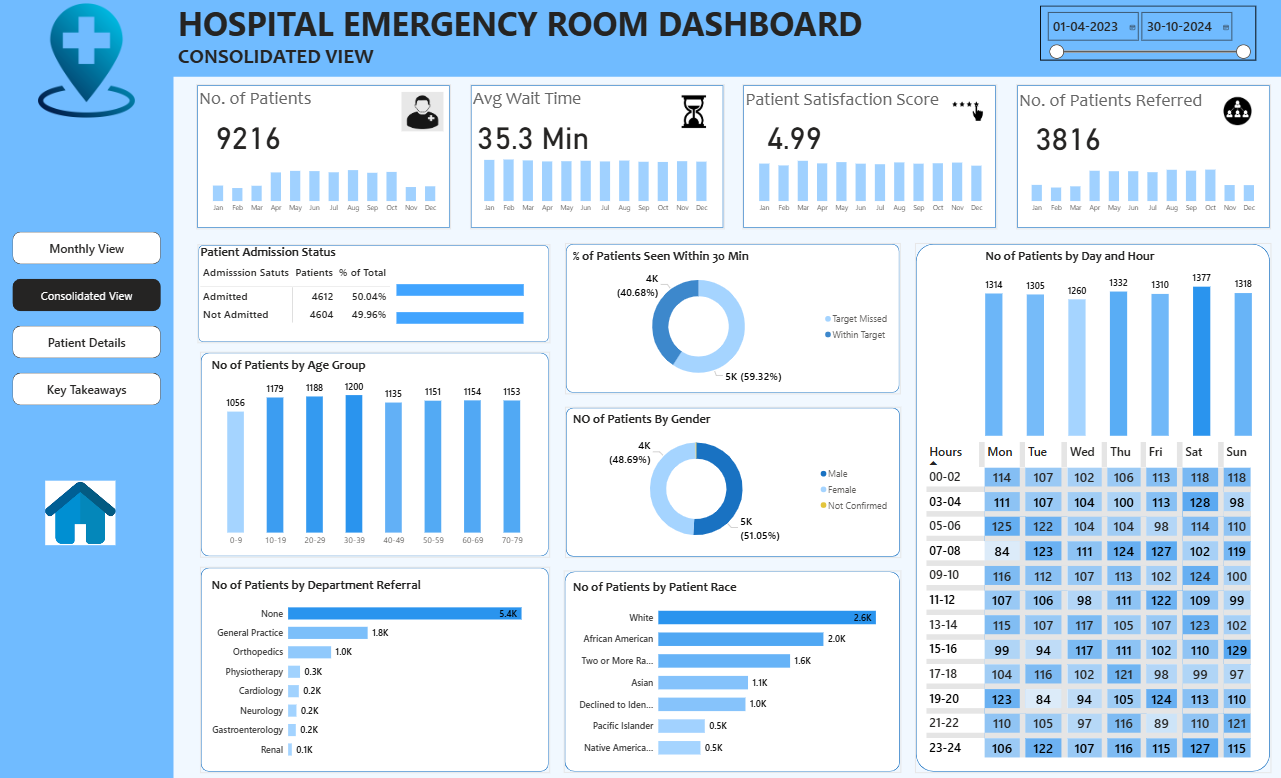 HOSPITAL EMERGENCY ROOM DASHBOARD
CONSOLIDATED VIEW
01-04-2023 30-10-2024
Monthly View
Consolidated View
Patient Details
Key Takeaways
No. of Patients
9216
Jan Feb Mar Apr May Jun Jul Aug Sep Oct Nov Dec
Avg Wait Time
35.3 Min
Jan Feb Mar Apr May Jun Jul Aug Sep Oct Nov Dec
Patient Satisfaction Score
4.99
Jan Feb Mar Apr May Jun Jul Aug Sep Oct Nov Dec
No. of Patients Referred
3816
Jan Feb Mar Apr May Jun Jul Aug Sep Oct Nov Dec
Patient Admission Status
Admisssion Satuts Patients % of Total
Admitted 4612 50.04%
Not Admitted 4604 49.96%
No of Patients by Age Group
1056 1179 1188 1200 1135 1151 1154 1153
0-9 10-19 20-29 30-39 40-49 50-59 60-69 70-79
No of Patients by Department Referral
None 5.4K
General Practice 1.8K
Orthopedics 1.0K
Physiotherapy 0.3K
Cardiology 0.2K
Neurology 0.2K
Gastroenterology 0.2K
Renal 0.1K
% of Patients Seen Within 30 Min
4K
(40.68%)
5K (59.32%)
Target Missed
Within Target
NO of Patients By Gender
4K
(48.69%)
5K
(51.05%)
Male
Female
Not Confirmed
No of Patients by Patient Race
White 2.6K
African American 2.0K
Two or More Ra... 1.6K
Asian 1.1K
Declined to Iden... 1.0K
Pacific Islander 0.5K
Native America... 0.5K
No of Patients by Day and Hour
1314 1305 1260 1332 1310 1377 1318
Hours Mon Tue Wed Thu Fri Sat Sun
00-02 114 107 102 106 113 118 118
03-04 111 107 104 100 113 128 98
05-06 125 122 104 104 98 114 110
07-08 84 123 111 124 127 102 119
09-10 116 112 107 113 102 124 100
11-12 107 106 98 111 122 109 99
13-14 115 107 117 105 107 123 102
15-16 99 94 117 111 102 110 129
17-18 104 116 102 121 98 99 97
19-20 123 84 94 105 124 113 110
21-22 110 105 97 116 89 110 121
23-24 106 122 107 116 115 127 115